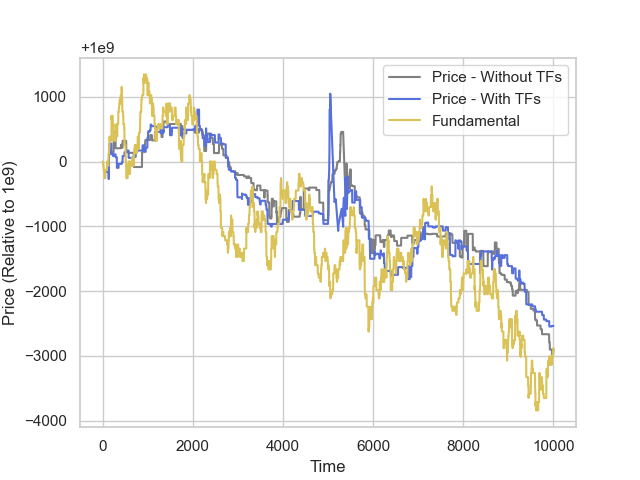 +1e9
Price - Without TFs
Price - With TFs
Fundamental
1000
0
−1000
−2000
−3000
−4000
Price (Relative to 1e9)
0 2000 4000 6000 8000 10000
Time